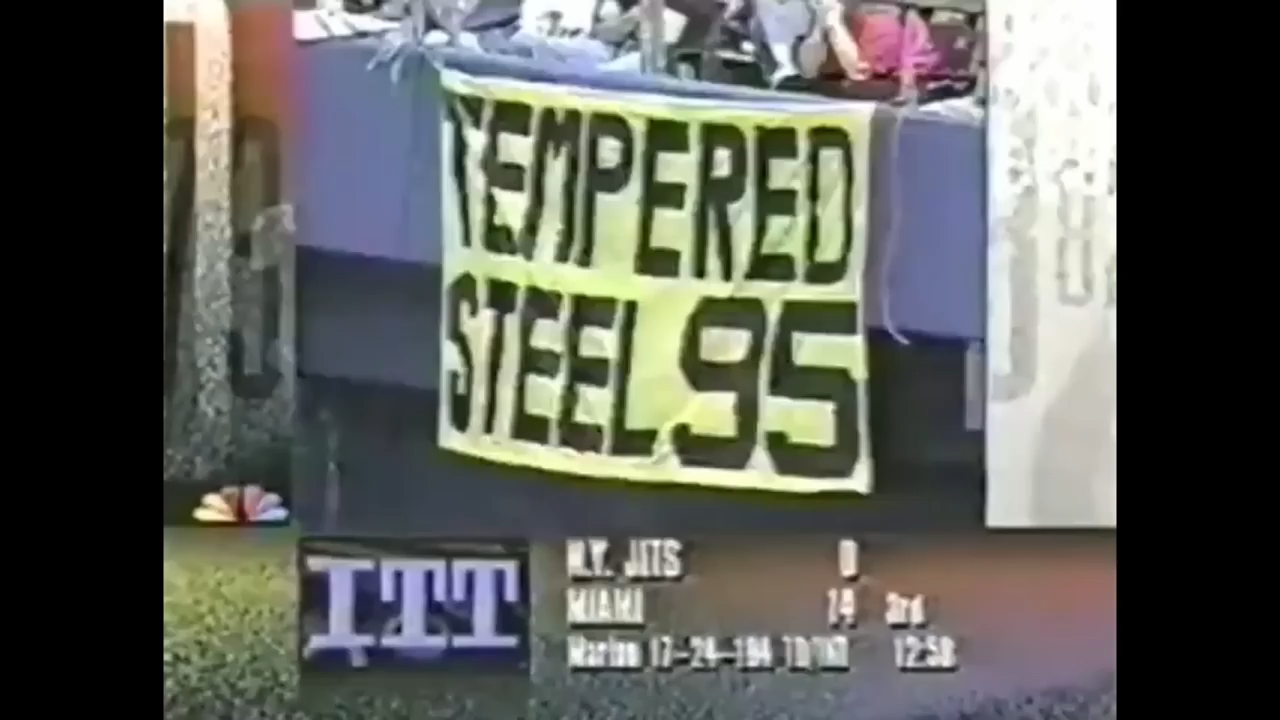 TEMPERED
STEEL 95
ITT
N.Y. JETS 0
MIAMI 14 3rd
Marino 17-24-194 TD/INT 12:58